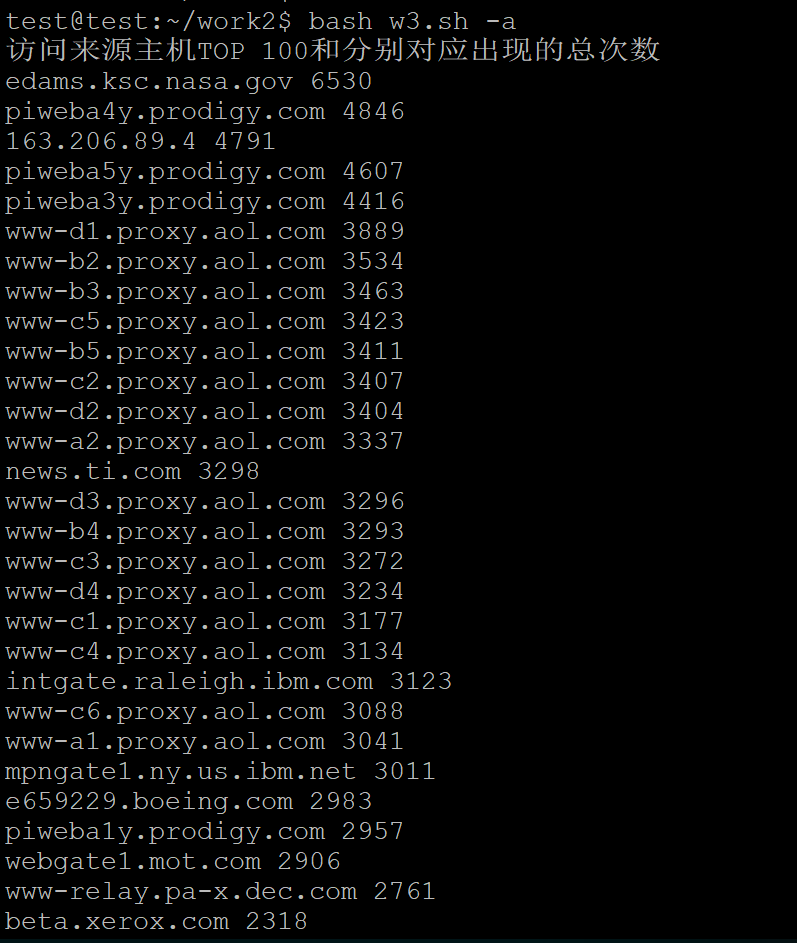 test@test:~/work2$ bash w3.sh -a
访问来源主机TOP 100和分别对应出现的总次数
edams.ksc.nasa.gov 6530
piweba4y.prodigy.com 4846
163.206.89.4 4791
piweba5y.prodigy.com 4607
piweba3y.prodigy.com 4416
www-d1.proxy.aol.com 3889
www-b2.proxy.aol.com 3534
www-b3.proxy.aol.com 3463
www-c5.proxy.aol.com 3423
www-b5.proxy.aol.com 3411
www-c2.proxy.aol.com 3407
www-d2.proxy.aol.com 3404
www-a2.proxy.aol.com 3337
news.ti.com 3298
www-d3.proxy.aol.com 3296
www-b4.proxy.aol.com 3293
www-c3.proxy.aol.com 3272
www-d4.proxy.aol.com 3234
www-c1.proxy.aol.com 3177
www-c4.proxy.aol.com 3134
intgate.raleigh.ibm.com 3123
www-c6.proxy.aol.com 3088
www-a1.proxy.aol.com 3041
mpngate1.ny.us.ibm.net 3011
e659229.boeing.com 2983
piweba1y.prodigy.com 2957
webgate1.mot.com 2906
www-relay.pa-x.dec.com 2761
beta.xerox.com 2318